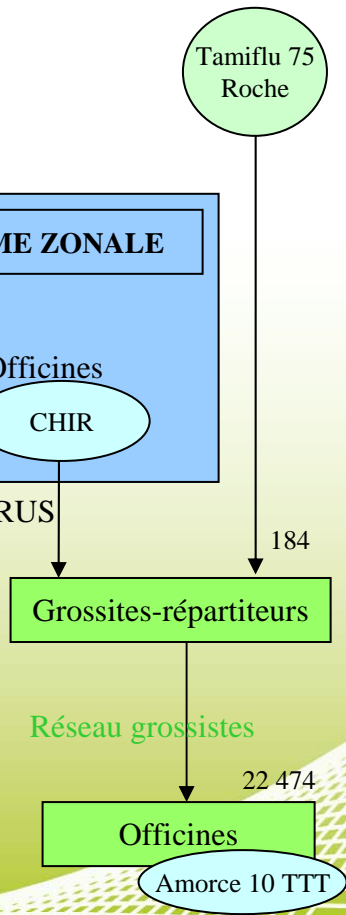 Tamiflu 75
Roche
ME ZONALE
Officines
CHIR
RUS
184
Grossites-répartiteurs
Réseau grossistes
22 474
Officines
Amorce 10 TTT